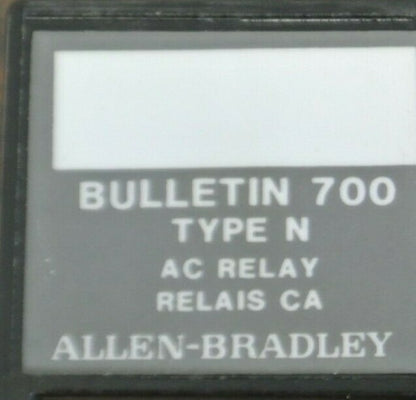 BULLETIN 700
TYPE N
AC RELAY
RELAIS CA
ALLEN-BRADLEY